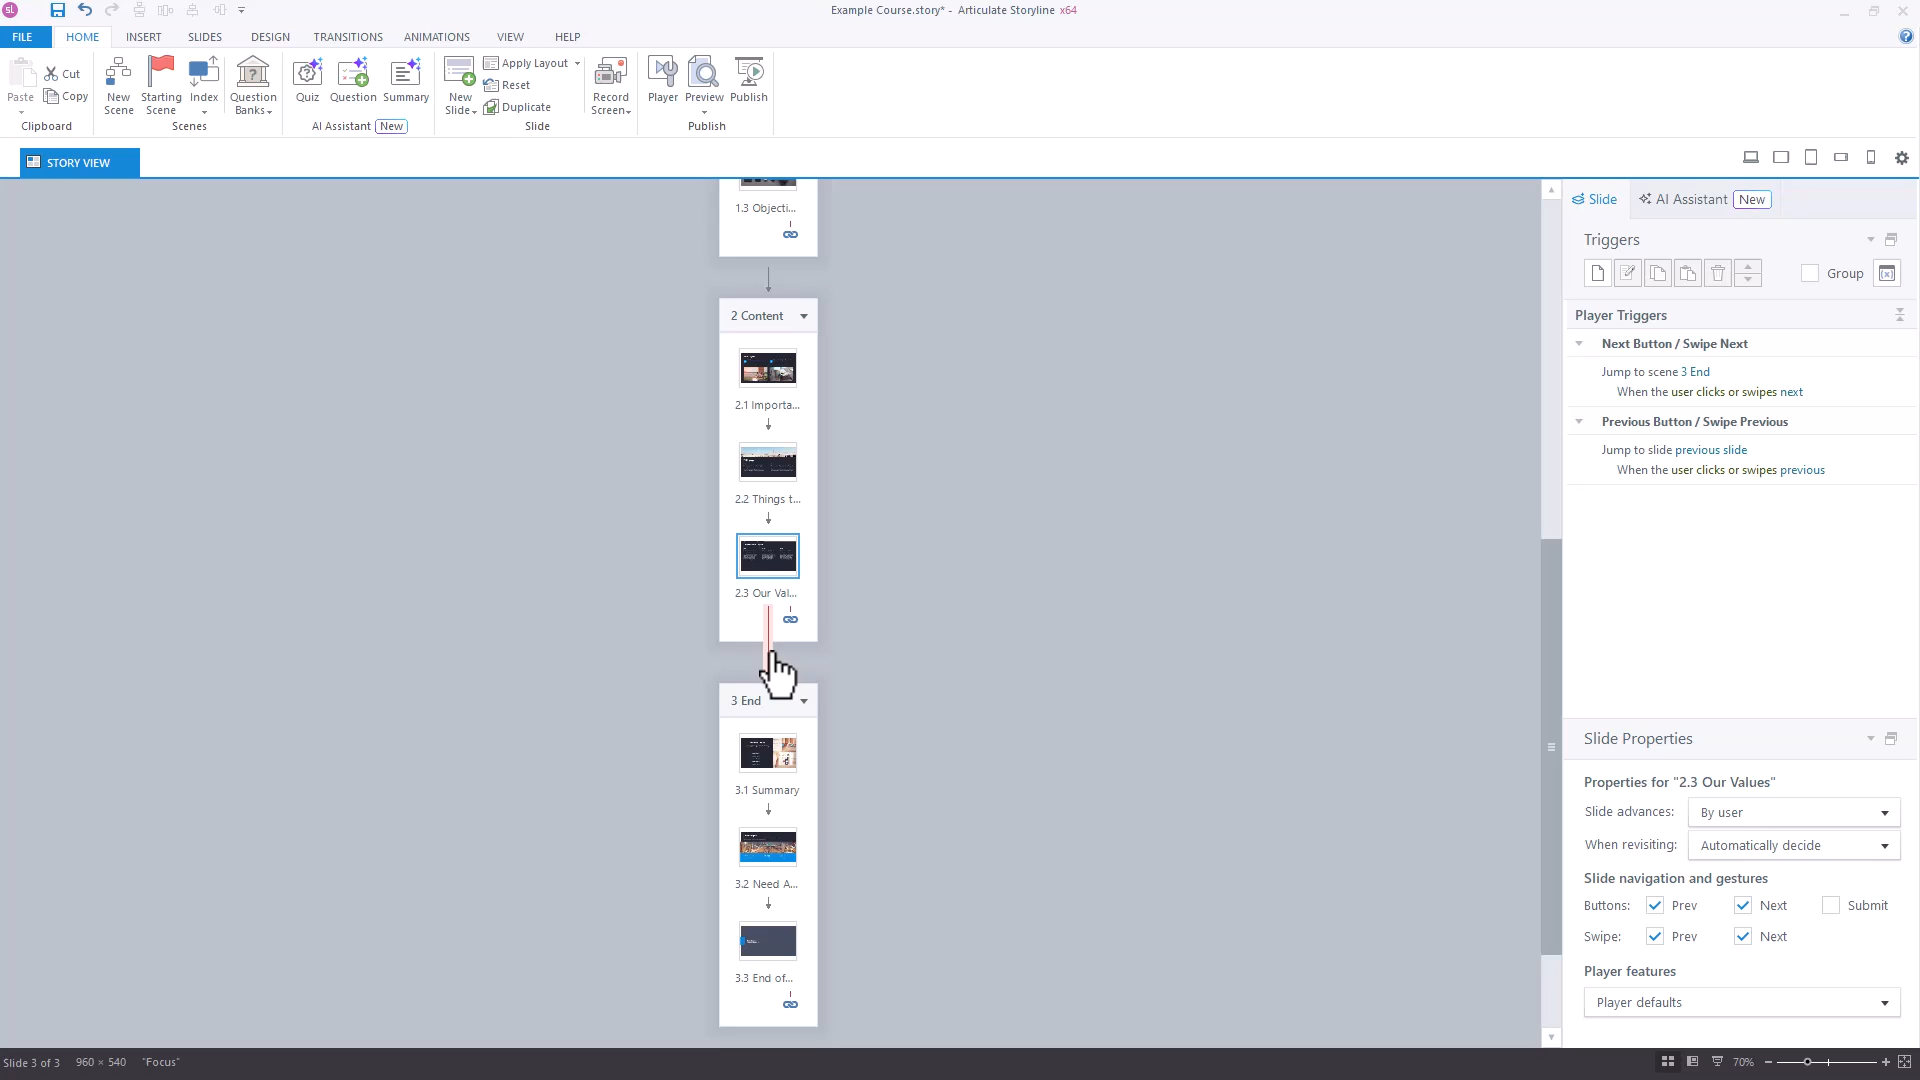 Example Course.story* - Articulate Storyline x64
FILE HOME INSERT SLIDES DESIGN TRANSITIONS ANIMATIONS VIEW HELP
Paste
Cut
Copy
Clipboard
New Scene
Starting Scene
Index
Question Banks
Scenes
Quiz
Question
Summary
AI Assistant New
New Slide
Apply Layout
Reset
Duplicate
Slide
Record Screen
Player
Preview
Publish
Publish
STORY VIEW
1.3 Objecti...
2 Content
2.1 Importa...
2.2 Things t...
2.3 Our Val...
3 End
3.1 Summary
3.2 Need A...
3.3 End of...
Slide
AI Assistant New
Triggers
Group
Player Triggers
Next Button / Swipe Next
Jump to scene 3 End
When the user clicks or swipes next
Previous Button / Swipe Previous
Jump to slide previous slide
When the user clicks or swipes previous
Slide Properties
Properties for "2.3 Our Values"
Slide advances: By user
When revisiting: Automatically decide
Slide navigation and gestures
Buttons: Prev Next Submit
Swipe: Prev Next
Player features
Player defaults
Slide 3 of 3 960 × 540 "Focus"
70%